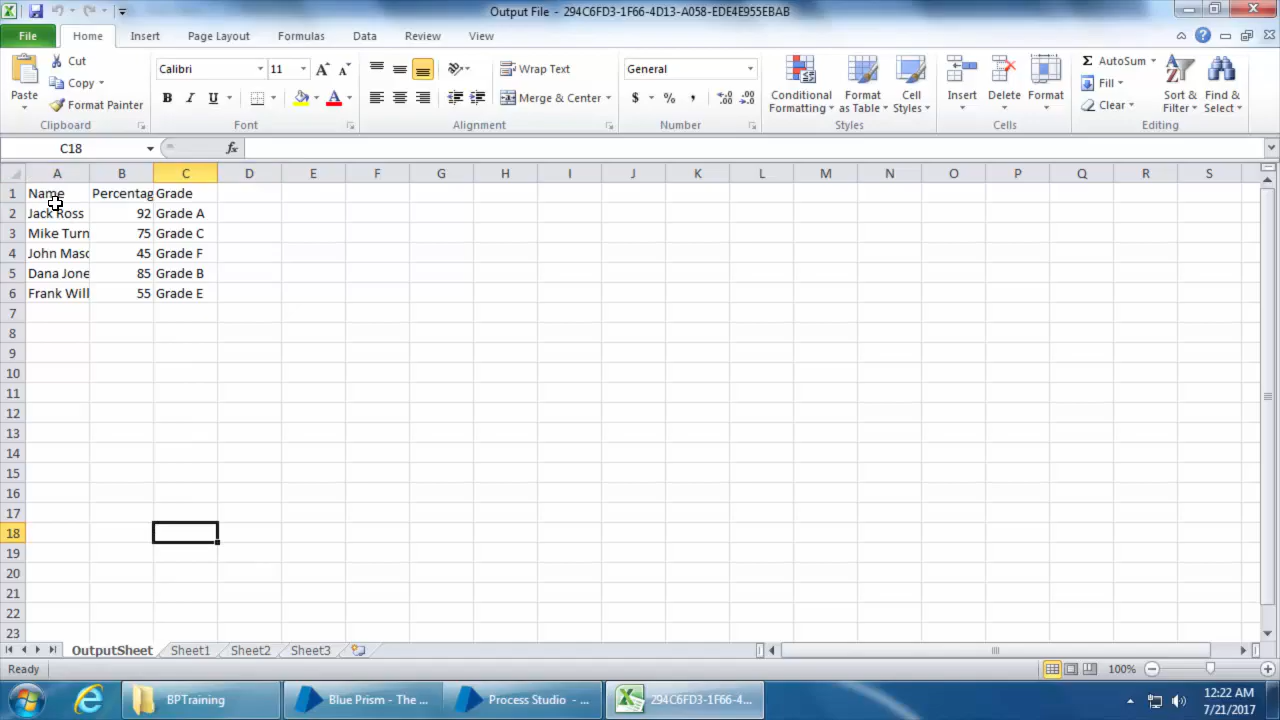 Output File - 294C6FD3-1F66-4D13-A058-EDE4E955EBAB
File Home Insert Page Layout Formulas Data Review View
Paste Cut Copy Format Painter
Clipboard
Calibri 11
B I U A A A
Font
Wrap Text
Merge & Center
Alignment
General
$ % , .0 .00 .00 .0
Number
Conditional Formatting
Format as Table
Cell Styles
Styles
Insert Delete Format
Cells
Σ AutoSum
Fill
Clear
Sort & Filter
Find & Select
Editing
C18 fx
A B C D E F G H I J K L M N O P Q R S
1 Name Percentag Grade
2 Jack Ross 92 Grade A
3 Mike Turn 75 Grade C
4 John Maso 45 Grade F
5 Dana Jone 85 Grade B
6 Frank Will 55 Grade E
7
8
9
10
11
12
13
14
15
16
17
18
19
20
21
22
23
OutputSheet Sheet1 Sheet2 Sheet3
Ready 100%
BPTraining Blue Prism - The ... Process Studio - ... 294C6FD3-1F66-4...
12:22 AM
7/21/2017